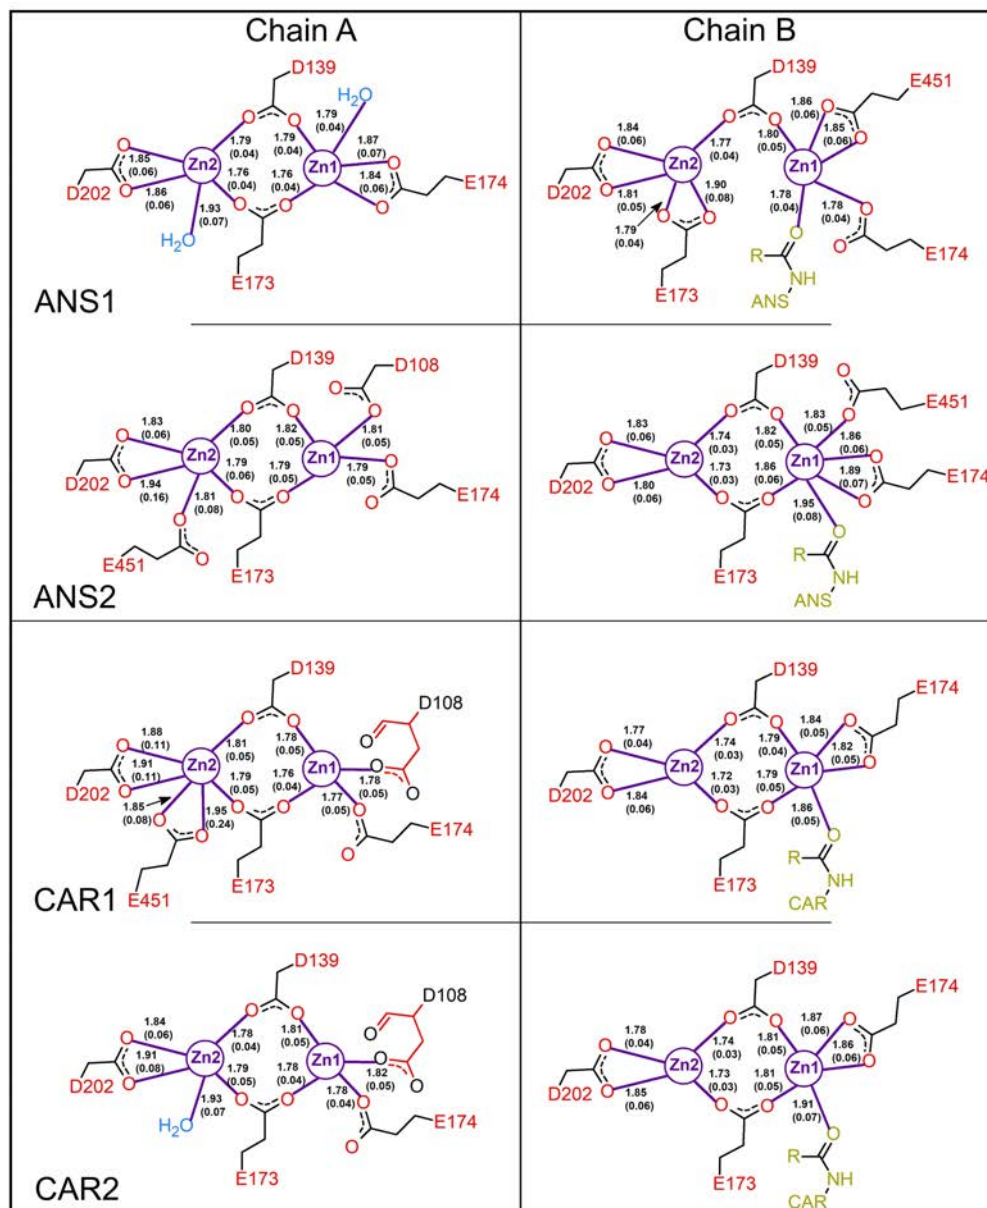 Chain A
Chain B
D139
H₂O
1.79
(0.04)
1.79
(0.04)
1.79
(0.04)
1.87
(0.07)
1.85
(0.06)
Zn2
Zn1
1.76
(0.04)
1.76
(0.04)
1.84
(0.06)
D202
1.86
(0.06)
1.93
(0.07)
E174
H₂O
E173
ANS1
D139
E451
1.86
(0.06)
1.84
(0.06)
1.77
(0.04)
1.80
(0.05)
1.85
(0.06)
Zn2
Zn1
D202
1.81
(0.05)
1.90
(0.08)
1.78
(0.04)
1.78
(0.04)
1.79
(0.04)
R
E174
E173
NH
ANS
D139
D108
1.83
(0.06)
1.80
(0.05)
1.82
(0.05)
1.81
(0.05)
Zn2
Zn1
1.79
(0.06)
1.79
(0.05)
1.79
(0.05)
D202
1.94
(0.16)
1.81
(0.08)
E174
E451
E173
ANS2
D139
E451
1.83
(0.06)
1.74
(0.03)
1.82
(0.05)
1.83
(0.05)
1.86
(0.06)
Zn2
Zn1
1.73
(0.03)
1.86
(0.06)
1.89
(0.07)
D202
1.80
(0.06)
1.95
(0.08)
E174
R
E173
NH
ANS
D139
D108
1.88
(0.11)
1.81
(0.05)
1.78
(0.05)
1.91
(0.11)
Zn2
Zn1
1.79
(0.05)
1.76
(0.04)
1.78
(0.05)
D202
1.85
(0.08)
1.95
(0.24)
1.77
(0.05)
E174
E451
E173
CAR1
D139
E174
1.77
(0.04)
1.74
(0.03)
1.79
(0.04)
1.84
(0.05)
1.82
(0.05)
Zn2
Zn1
1.72
(0.03)
1.79
(0.05)
D202
1.84
(0.06)
1.86
(0.05)
R
E173
NH
CAR
D139
D108
1.84
(0.06)
1.78
(0.04)
1.81
(0.05)
1.91
(0.08)
Zn2
Zn1
1.79
(0.05)
1.78
(0.04)
1.82
(0.05)
D202
1.93
(0.07
1.78
(0.04)
H₂O
E174
E173
CAR2
D139
E174
1.78
(0.04)
1.74
(0.03)
1.81
(0.05)
1.87
(0.06)
1.86
(0.06)
Zn2
Zn1
1.73
(0.03)
1.81
(0.05)
D202
1.85
(0.06)
1.91
(0.07)
R
E173
NH
CAR